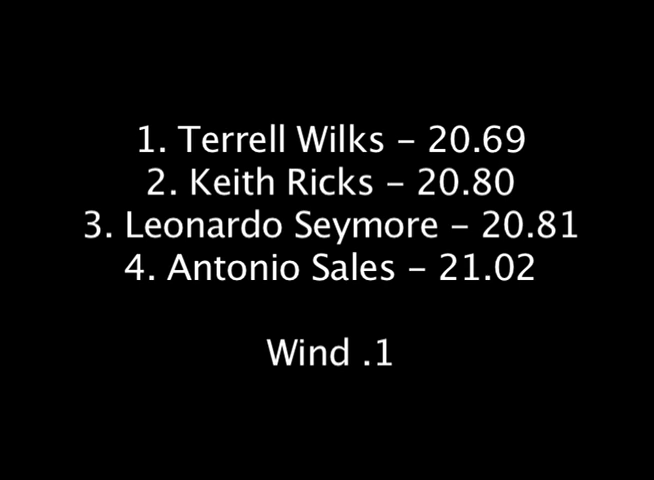 1. Terrell Wilks – 20.69
2. Keith Ricks – 20.80
3. Leonardo Seymore – 20.81
4. Antonio Sales – 21.02
Wind .1